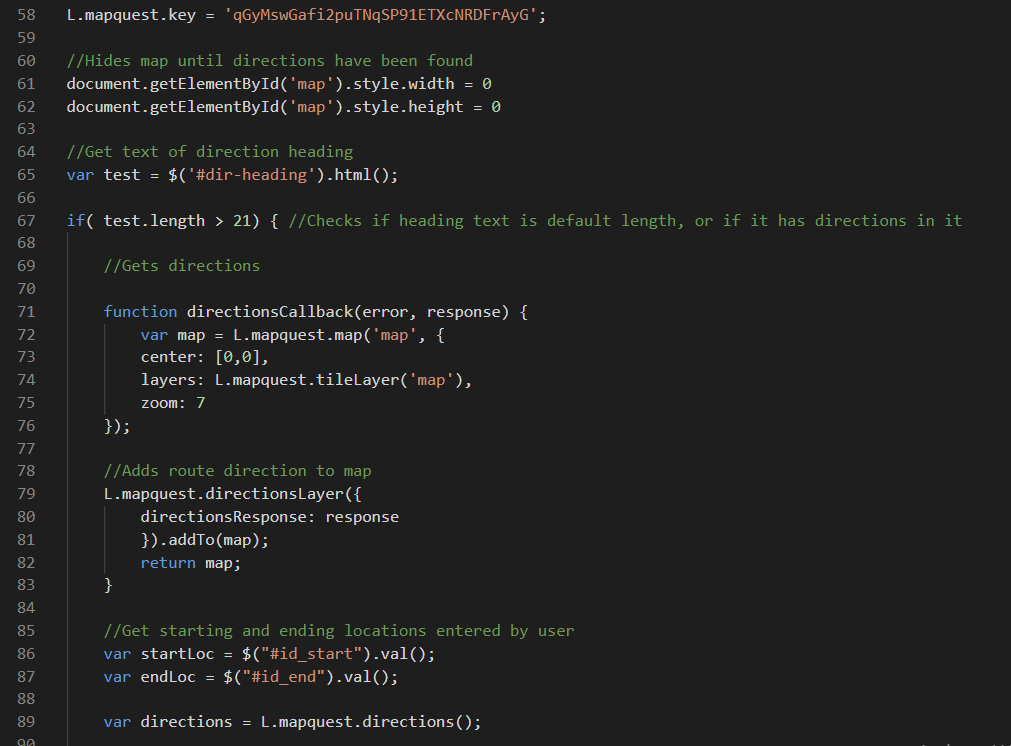 58 L.mapquest.key = 'qGyMswGafi2puTNqSP91ETXcNRDFrAyG';
59
60 //Hides map until directions have been found
61 document.getElementById('map').style.width = 0
62 document.getElementById('map').style.height = 0
63
64 //Get text of direction heading
65 var test = $('#dir-heading').html();
66
67 if( test.length > 21) { //Checks if heading text is default length, or if it has directions in it
68
69 //Gets directions
70
71 function directionsCallback(error, response) {
72 var map = L.mapquest.map('map', {
73 center: [0,0],
74 layers: L.mapquest.tileLayer('map'),
75 zoom: 7
76 });
77
78 //Adds route direction to map
79 L.mapquest.directionsLayer({
80 directionsResponse: response
81 }).addTo(map);
82 return map;
83 }
84
85 //Get starting and ending locations entered by user
86 var startLoc = $("#id_start").val();
87 var endLoc = $("#id_end").val();
88
89 var directions = L.mapquest.directions();
90